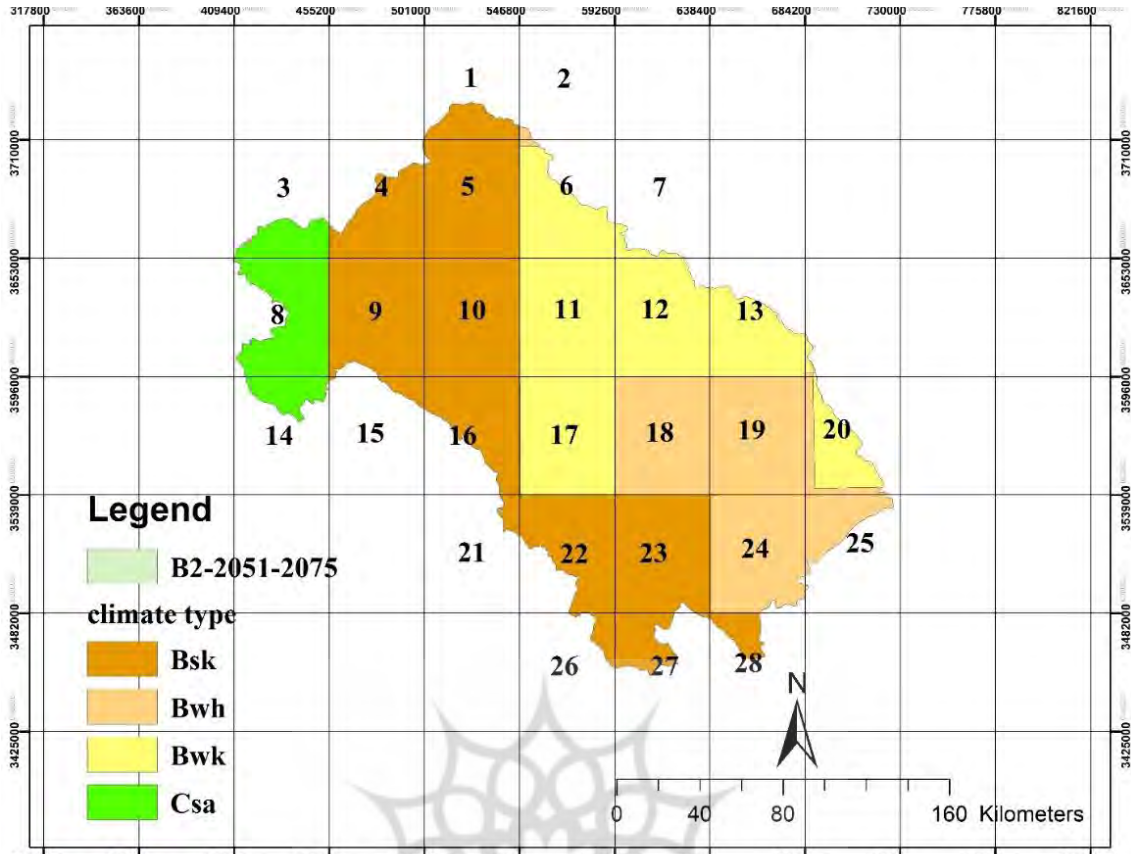 317800 363600 409400 455200 501000 546800 592600 638400 684200 730000 775800 821600
1 2
3710000 3710000
3 4 5 6 7
3653000 3653000
8 9 10 11 12 13
3596000 3596000
14 15 16 17 18 19 20
3539000 3539000
Legend
B2-2051-2075
21 22 23 24 25
climate type
3482000 3482000
Bsk
26 27 28
Bwh
N
3425000 3425000
Bwk
Csa
0 40 80 160 Kilometers